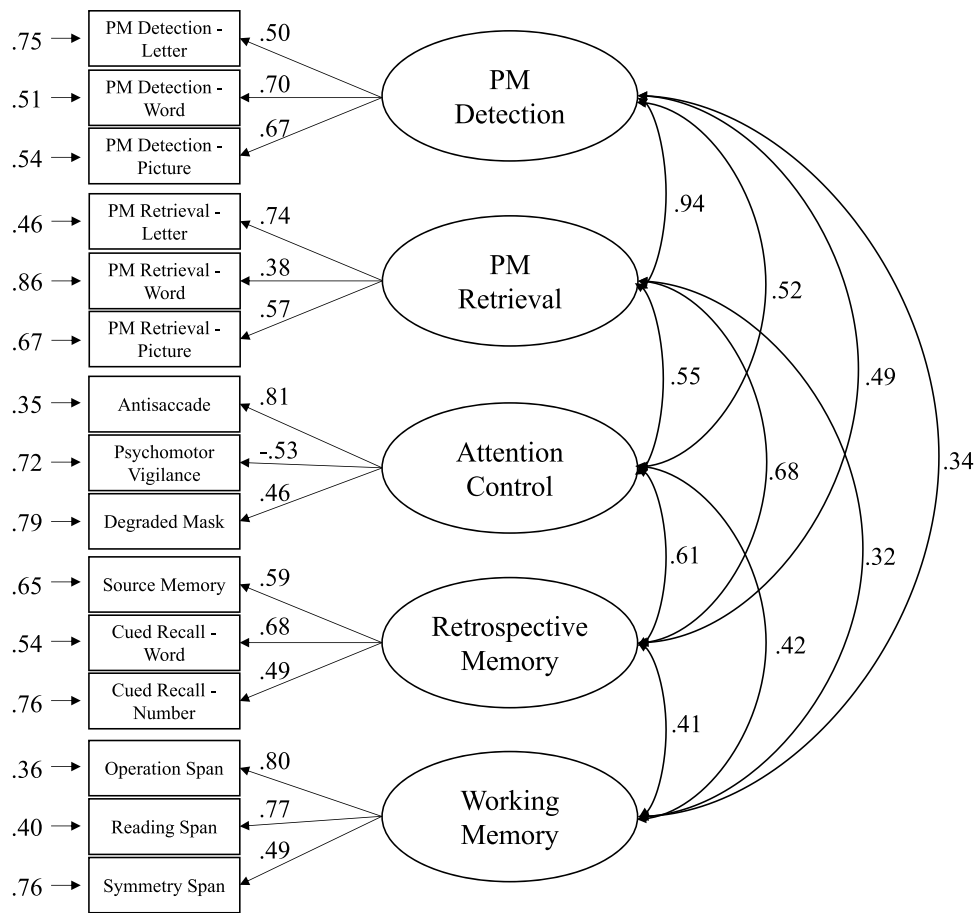 .75
PM Detection -
Letter
.50
.51
PM Detection -
Word
.70
.54
PM Detection -
Picture
.67
PM
Detection
.46
PM Retrieval -
Letter
.74
.86
PM Retrieval -
Word
.38
.67
PM Retrieval -
Picture
.57
PM
Retrieval
.35
Antisaccade
.81
.72
Psychomotor
Vigilance
-.53
.79
Degraded Mask
.46
Attention
Control
.65
Source Memory
.59
.54
Cued Recall -
Word
.68
.76
Cued Recall -
Number
.49
Retrospective
Memory
.36
Operation Span
.80
.40
Reading Span
.77
.76
Symmetry Span
.49
Working
Memory
.94
.52
.55
.49
.68
.34
.61
.32
.42
.41